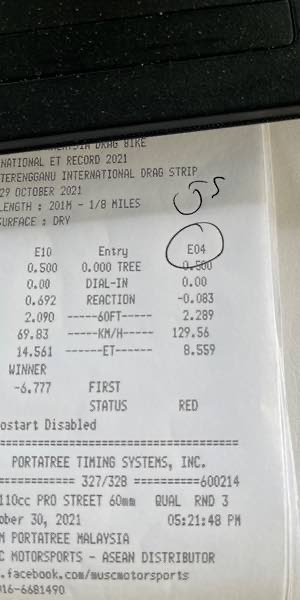 DRAG BIKE
NATIONAL ET RECORD 2021
TERENGGANU INTERNATIONAL DRAG STRIP
29 OCTOBER 2021
LENGTH : 201M - 1/8 MILES
SURFACE : DRY
E10 Entry E04
0.500 0.000 TREE 0.500
0.00 DIAL-IN 0.00
0.692 REACTION -0.083
2.090 -----60FT----- 2.289
69.83 -----KM/H----- 129.56
14.561 ------ET------ 8.559
WINNER
-6.777 FIRST
STATUS RED
ostart Disabled
=====================================
PORTATREE TIMING SYSTEMS, INC.
============ 327/328 ==========600214
110cc PRO STREET 60mm QUAL RND 3
ober 30, 2021 05:21:48 PM
M PORTATREE MALAYSIA
C MOTORSPORTS - ASEAN DISTRIBUTOR
.facebook.com/muscmotorsports
016-6681490